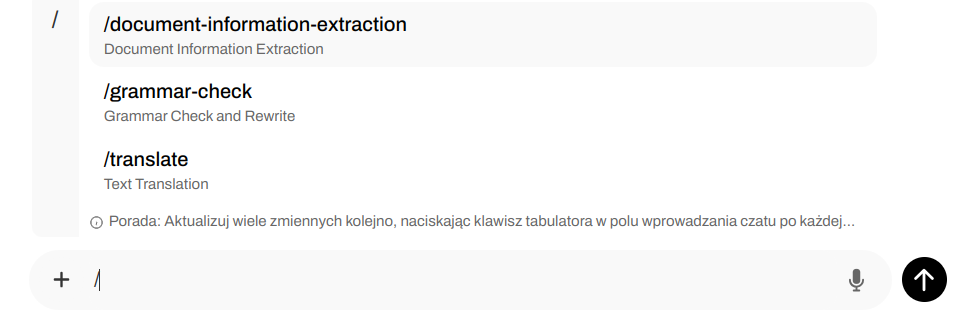 /
/document-information-extraction
Document Information Extraction
/grammar-check
Grammar Check and Rewrite
/translate
Text Translation
Porada: Aktualizuj wiele zmiennych kolejno, naciskając klawisz tabulatora w polu wprowadzania czatu po każdej...
/